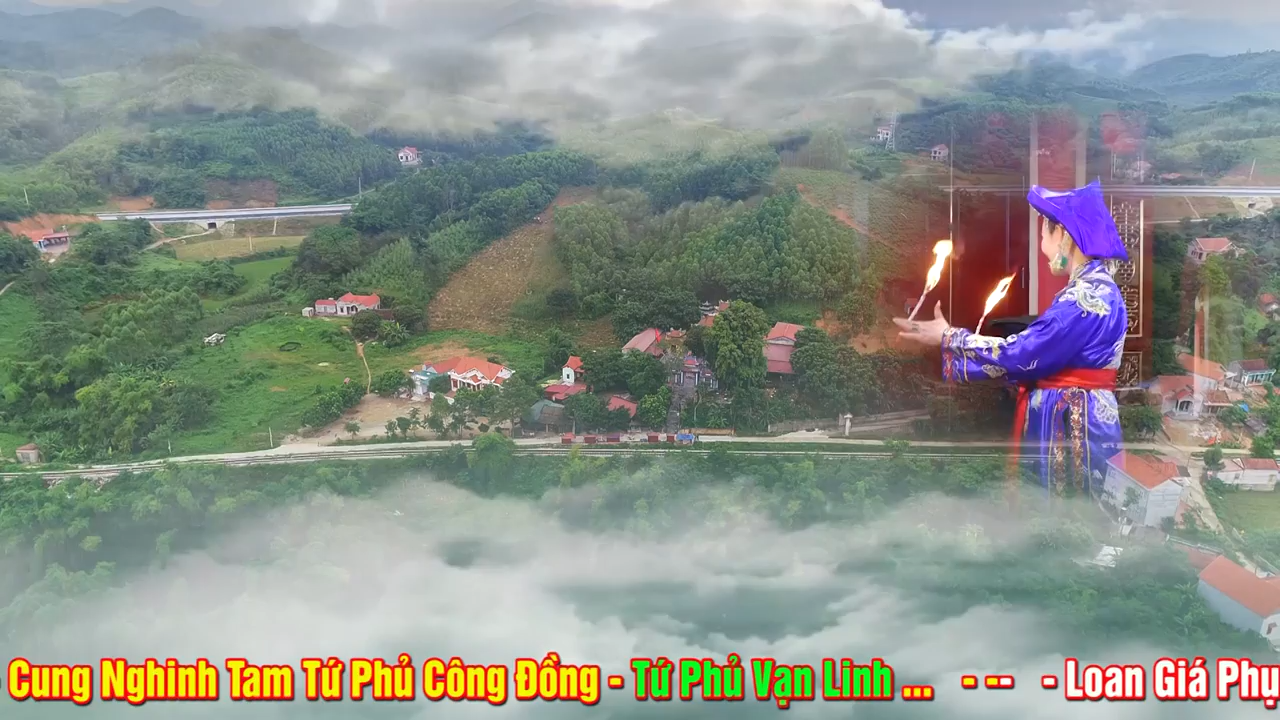 - Cung Nghinh Tam Tứ Phủ Công Đồng - Tứ Phủ Vạn Linh ... - -- - Loan Giá Phụ